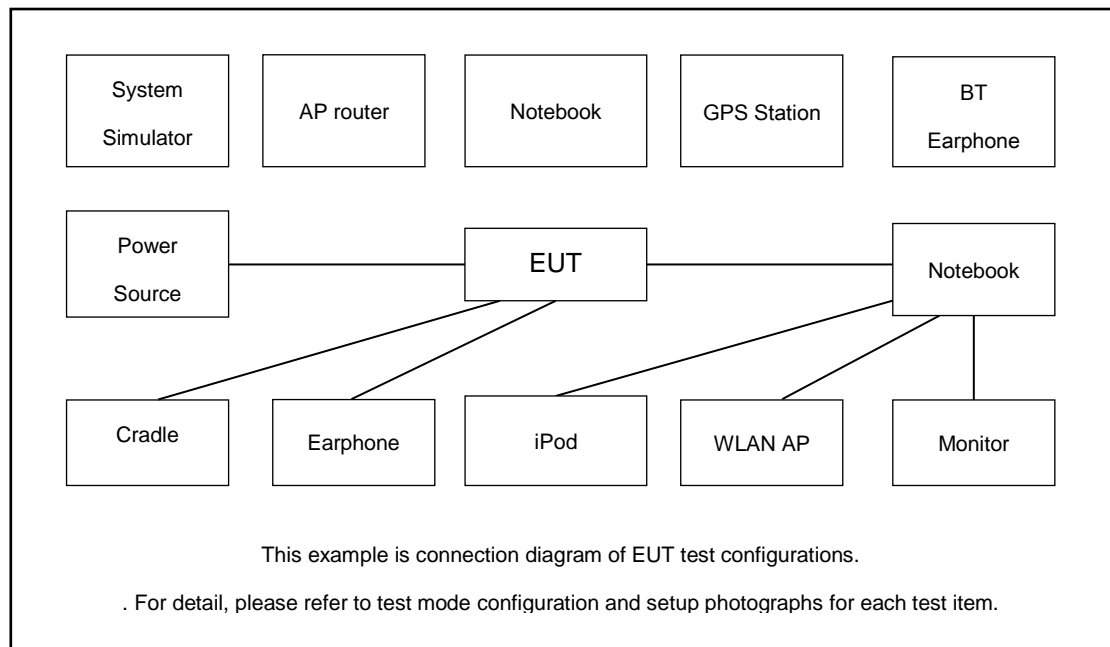 System
Simulator
AP router
Notebook
GPS Station
BT
Earphone
Power
Source
EUT
Notebook
Cradle
Earphone
iPod
WLAN AP
Monitor
This example is connection diagram of EUT test configurations.
. For detail, please refer to test mode configuration and setup photographs for each test item.